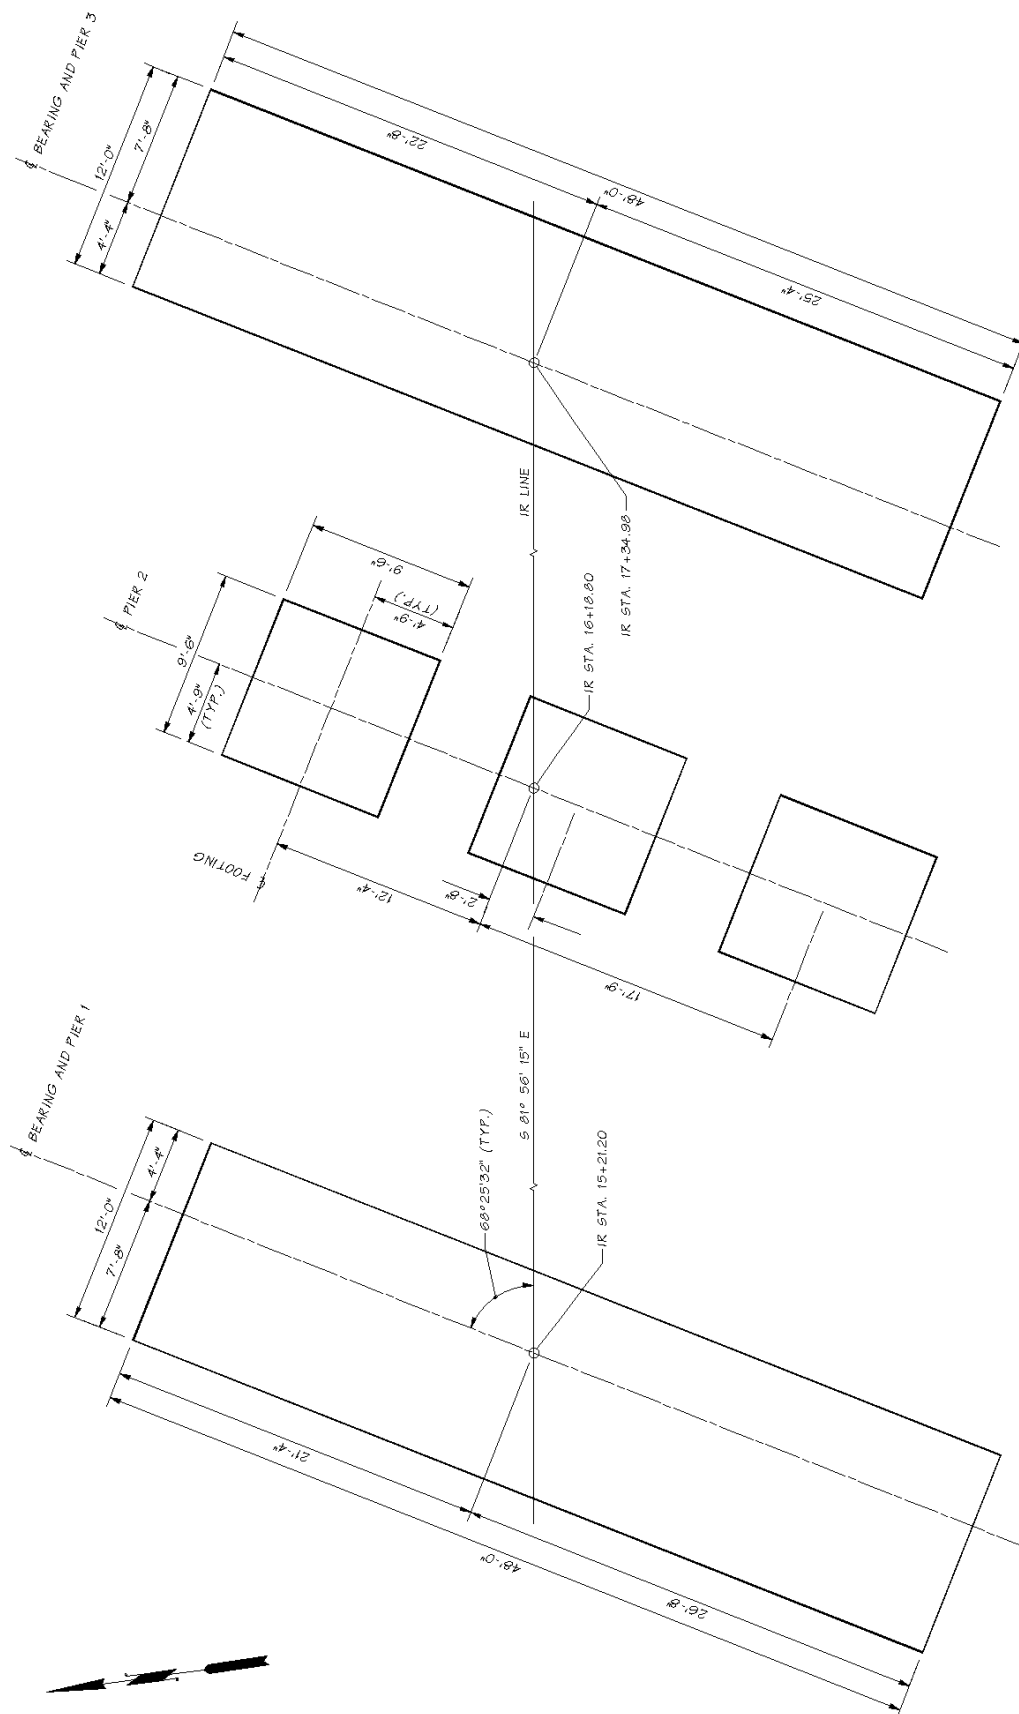 ℄ BEARING AND PIER 3
12'-0"
4'-4"
7'-8"
22'-8"
48'-0"
25'-4"
IR LINE
IR STA. 17+34.98
℄ PIER 2
9'-6"
4'-9"
(TYP.)
9'-6"
4'-9"
(TYP.)
IR STA. 16+18.80
℄ FOOTING
12'-4"
2'-8"
17'-9"
S 81° 56' 15" E
℄ BEARING AND PIER 1
12'-0"
7'-8"
4'-4"
68°25'32" (TYP.)
IR STA. 15+21.20
21'-4"
48'-0"
26'-8"